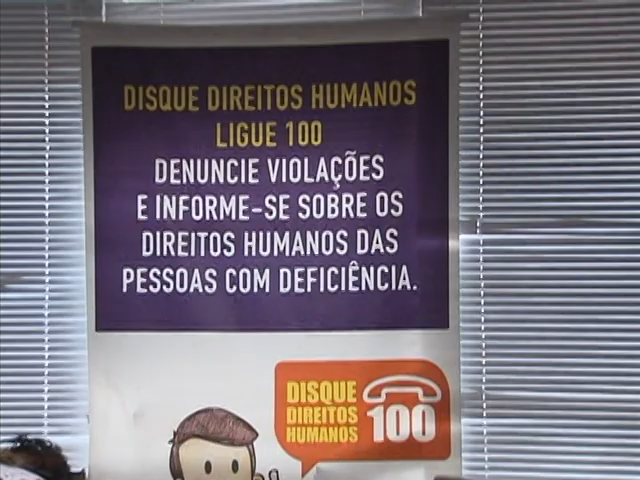 DISQUE DIREITOS HUMANOS
LIGUE 100
DENUNCIE VIOLAÇÕES
E INFORME-SE SOBRE OS
DIREITOS HUMANOS DAS
PESSOAS COM DEFICIÊNCIA.
DISQUE
DIREITOS
HUMANOS
100